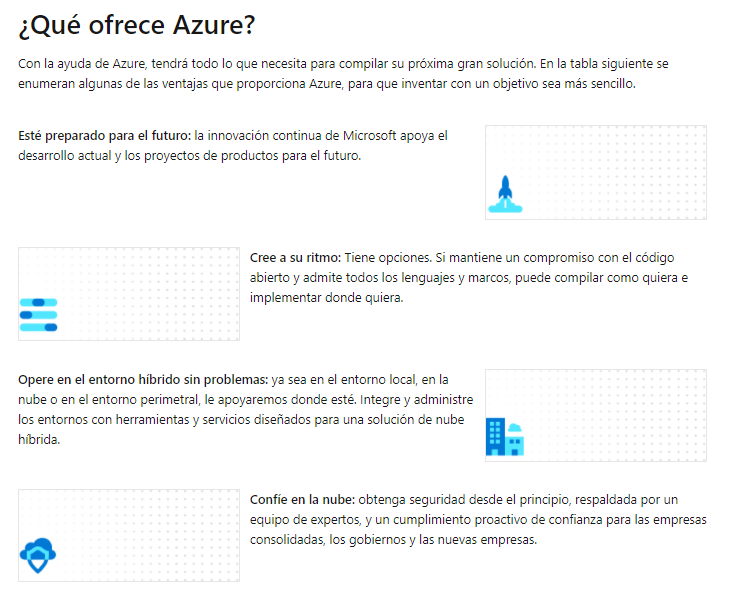 ¿Qué ofrece Azure?
Con la ayuda de Azure, tendrá todo lo que necesita para compilar su próxima gran solución. En la tabla siguiente se
enumeran algunas de las ventajas que proporciona Azure, para que inventar con un objetivo sea más sencillo.
Esté preparado para el futuro: la innovación continua de Microsoft apoya el
desarrollo actual y los proyectos de productos para el futuro.
Cree a su ritmo: Tiene opciones. Si mantiene un compromiso con el código
abierto y admite todos los lenguajes y marcos, puede compilar como quiera e
implementar donde quiera.
Opere en el entorno híbrido sin problemas: ya sea en el entorno local, en la
nube o en el entorno perimetral, le apoyaremos donde esté. Integre y administre
los entornos con herramientas y servicios diseñados para una solución de nube
híbrida.
Confíe en la nube: obtenga seguridad desde el principio, respaldada por un
equipo de expertos, y un cumplimiento proactivo de confianza para las empresas
consolidadas, los gobiernos y las nuevas empresas.